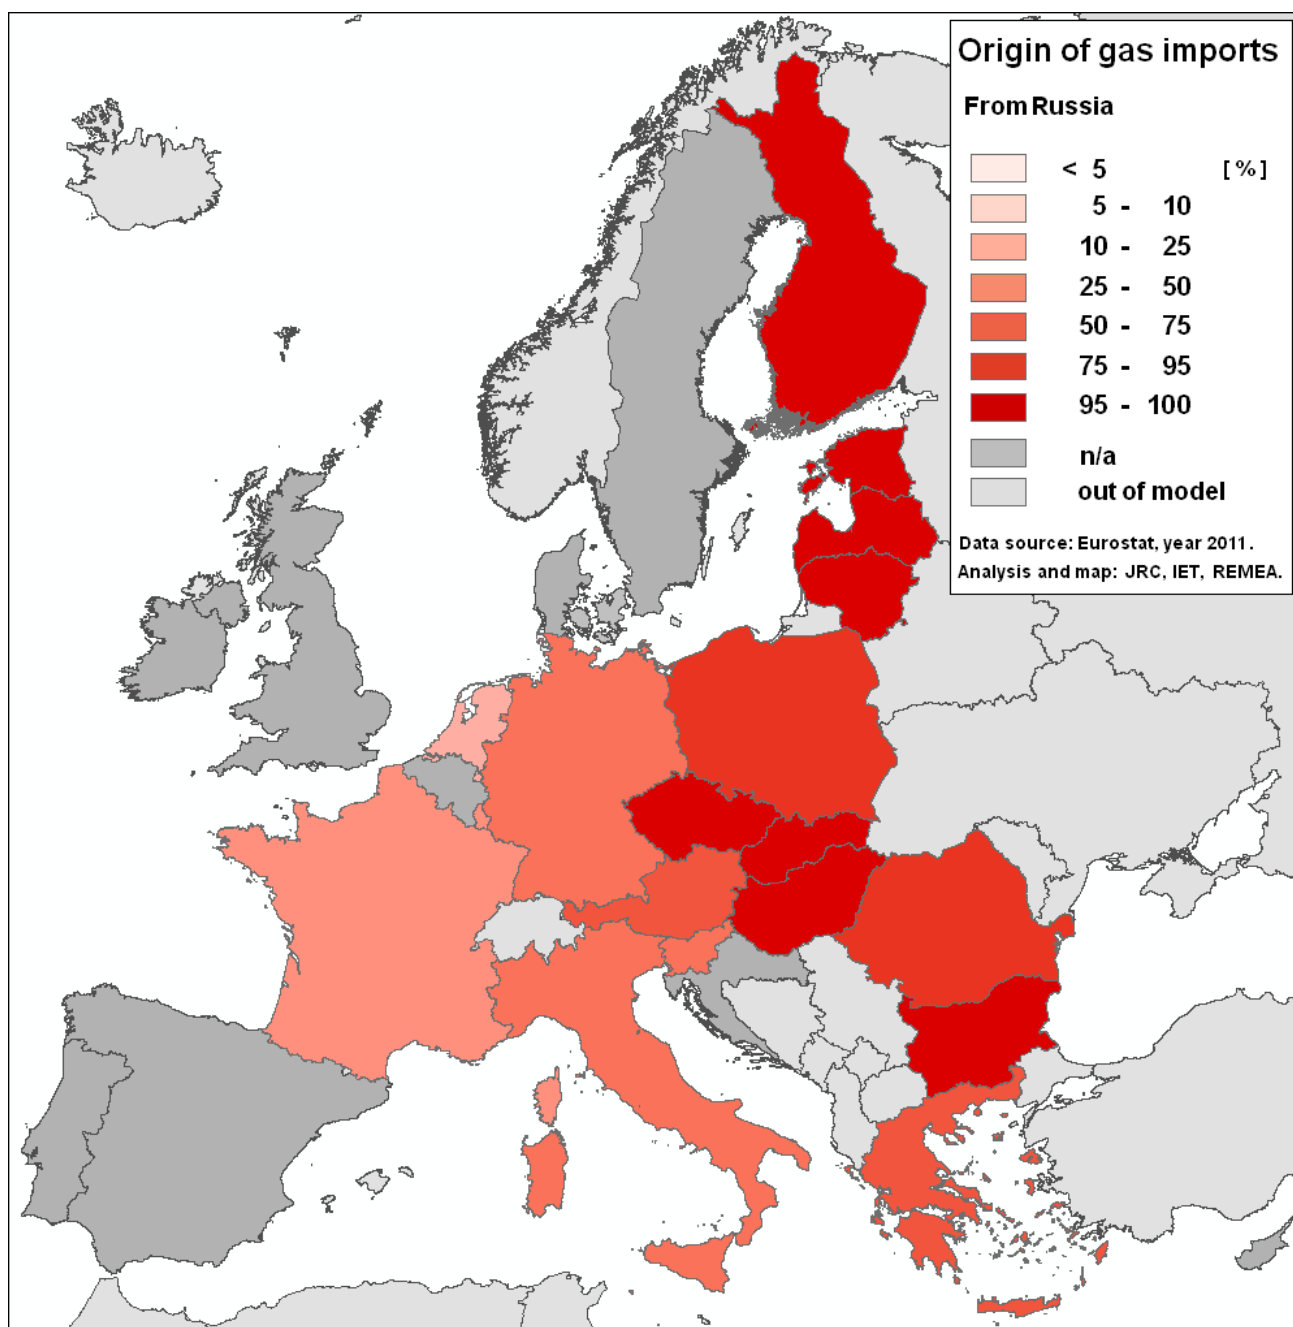 Origin of gas imports
From Russia
< 5 [ % ]
5 - 10
10 - 25
25 - 50
50 - 75
75 - 95
95 - 100
n/a
out of model
Data source: Eurostat, year 2011.
Analysis and map: JRC, IET, REMEA.